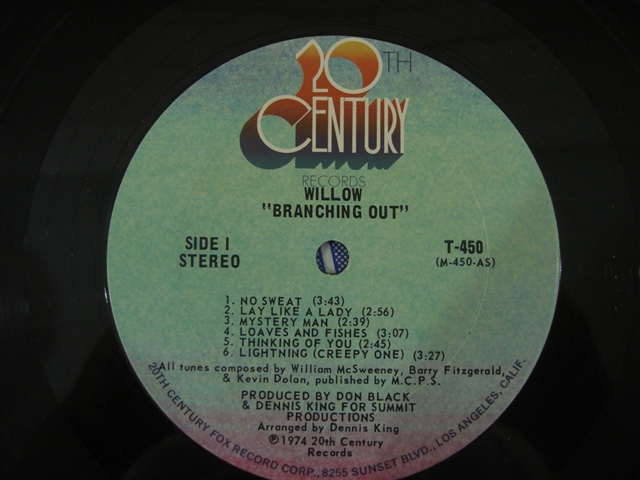 20TH
CENTURY
RECORDS
WILLOW
"BRANCHING OUT"
SIDE I
STEREO
T-450
(M-450-AS)
1. NO SWEAT (3:43)
2. LAY LIKE A LADY (2:56)
3. MYSTERY MAN (2:39)
4. LOAVES AND FISHES (3:07)
5. THINKING OF YOU (2:45)
6. LIGHTNING (CREEPY ONE) (3:27)
All tunes composed by William McSweeney, Barry Fitzgerald,
& Kevin Dolan, published by M.C.P.S.
PRODUCED BY DON BLACK
& DENNIS KING FOR SUMMIT
PRODUCTIONS
Arranged by Dennis King
℗1974 20th Century
Records
20TH CENTURY FOX RECORD CORP., 8255 SUNSET BLVD., LOS ANGELES, CALIF.